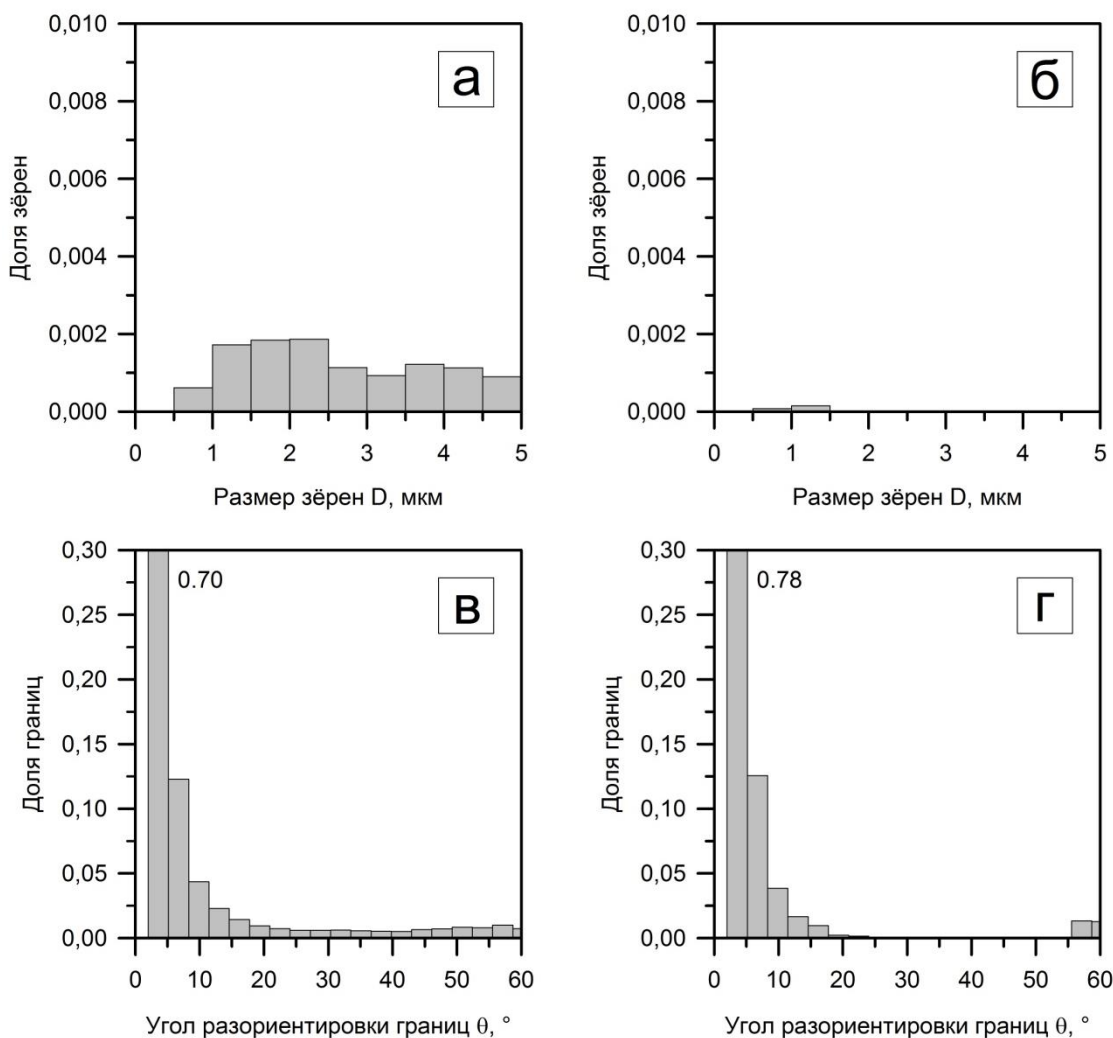 0,010
0,008
0,006
0,004
0,002
0,000
Доля зёрен
а
0 1 2 3 4 5
Размер зёрен D, мкм
0,010
0,008
0,006
0,004
0,002
0,000
Доля зёрен
б
0 1 2 3 4 5
Размер зёрен D, мкм
0,30
0,25
0,20
0,15
0,10
0,05
0,00
Доля границ
0.70
в
0 10 20 30 40 50 60
Угол разориентировки границ θ, °
0,30
0,25
0,20
0,15
0,10
0,05
0,00
Доля границ
0.78
г
0 10 20 30 40 50 60
Угол разориентировки границ θ, °